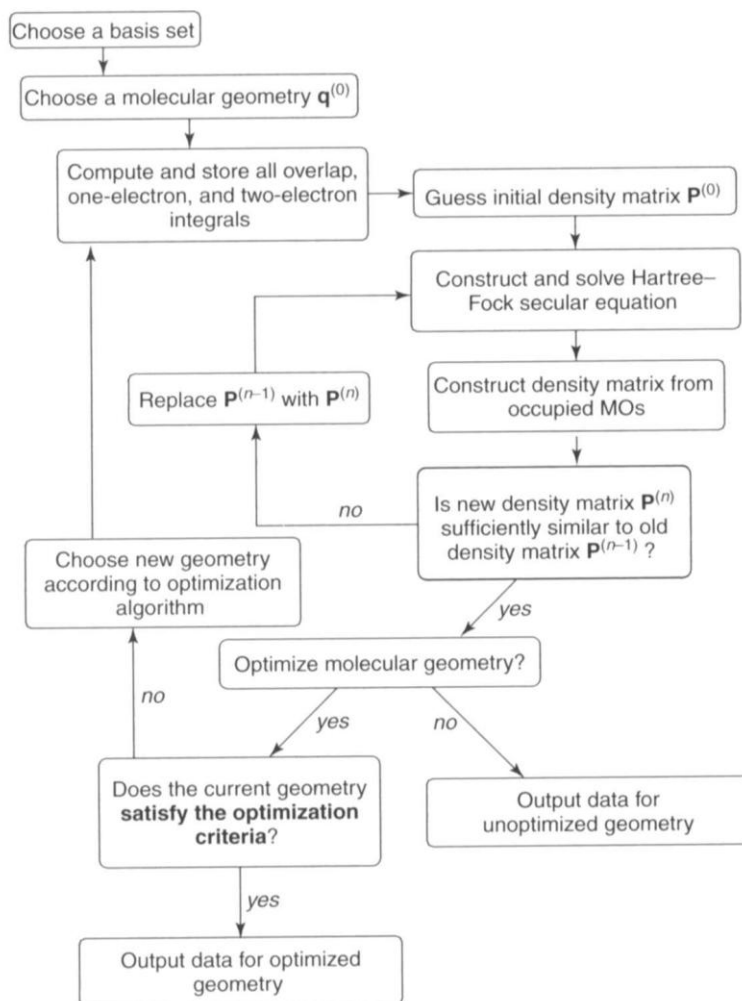 Choose a basis set
Choose a molecular geometry q⁽⁰⁾
Compute and store all overlap,
one-electron, and two-electron
integrals
Guess initial density matrix P⁽⁰⁾
Construct and solve Hartree–
Fock secular equation
Replace P⁽ⁿ⁻¹⁾ with P⁽ⁿ⁾
Construct density matrix from
occupied MOs
no
Is new density matrix P⁽ⁿ⁾
sufficiently similar to old
density matrix P⁽ⁿ⁻¹⁾ ?
Choose new geometry
according to optimization
algorithm
yes
Optimize molecular geometry?
no
yes
no
Does the current geometry
satisfy the optimization
criteria?
Output data for
unoptimized geometry
yes
Output data for optimized
geometry